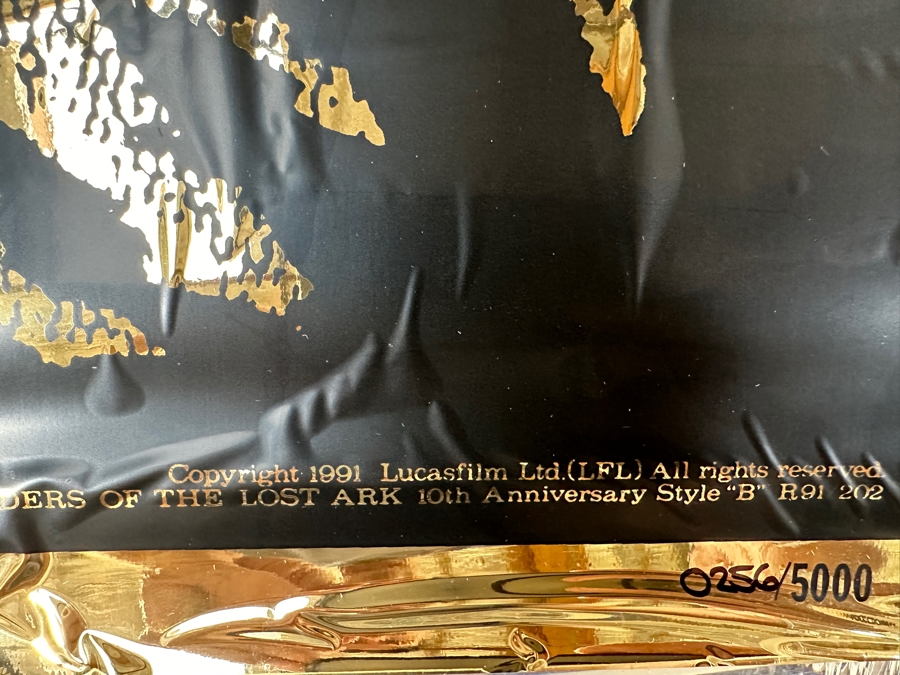 Copyright 1991 Lucasfilm Ltd.(LFL) All rights reserved.
DERS OF THE LOST ARK 10th Anniversary Style "B" R91 202
0256/5000